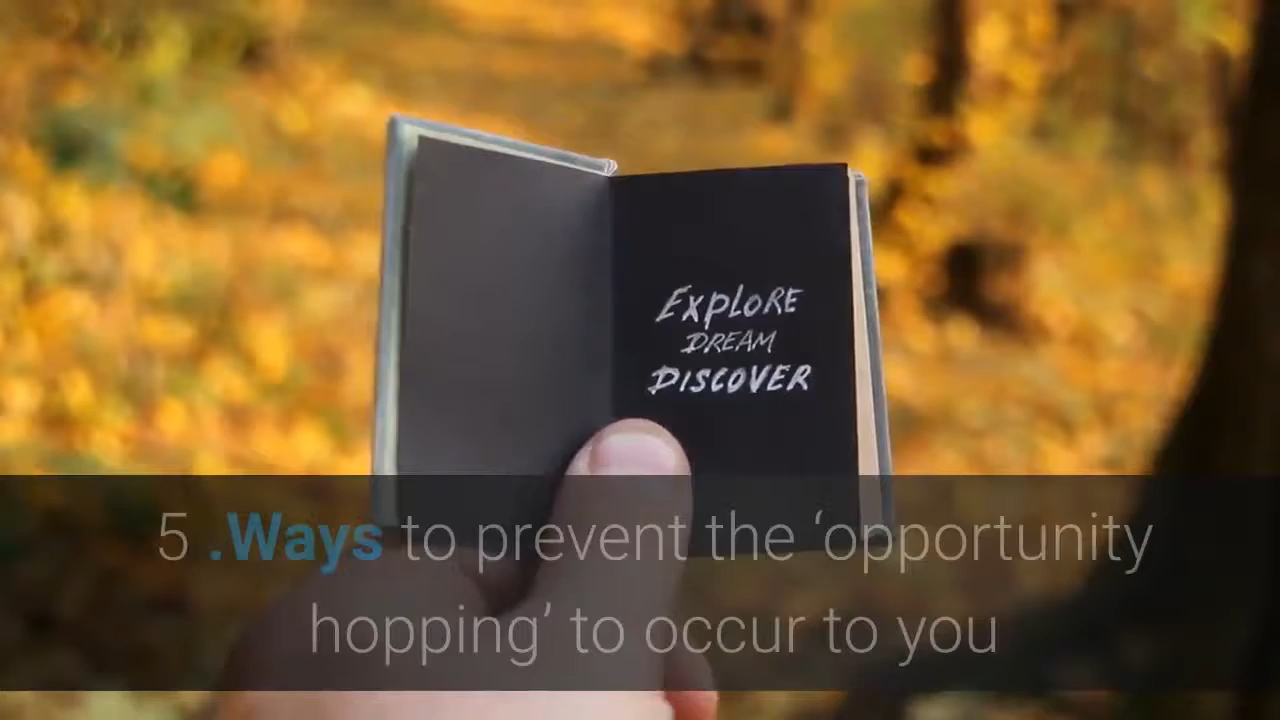 EXPLORE
DREAM
DISCOVER
5 .Ways to prevent the ‘opportunity
hopping’ to occur to you